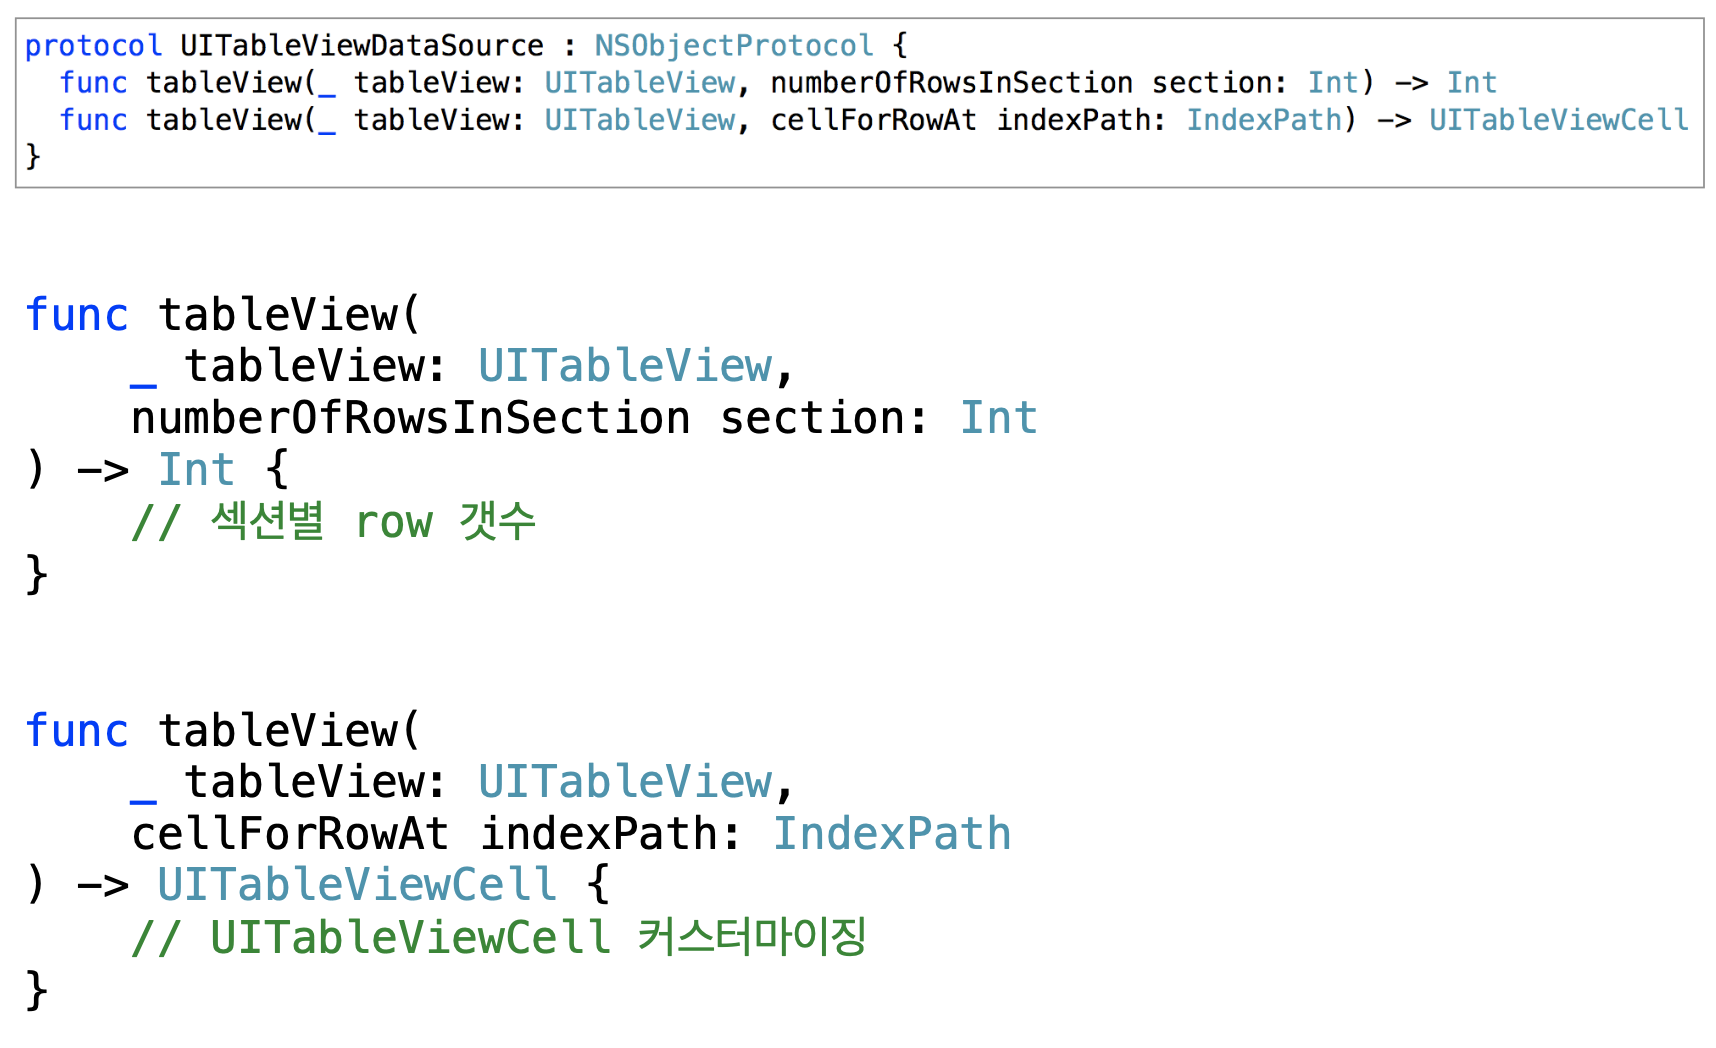 protocol UITableViewDataSource : NSObjectProtocol {
  func tableView(_ tableView: UITableView, numberOfRowsInSection section: Int) -> Int
  func tableView(_ tableView: UITableView, cellForRowAt indexPath: IndexPath) -> UITableViewCell
}
func tableView(
    _ tableView: UITableView,
    numberOfRowsInSection section: Int
) -> Int {
    // 섹션별 row 갯수
}
func tableView(
    _ tableView: UITableView,
    cellForRowAt indexPath: IndexPath
) -> UITableViewCell {
    // UITableViewCell 커스터마이징
}